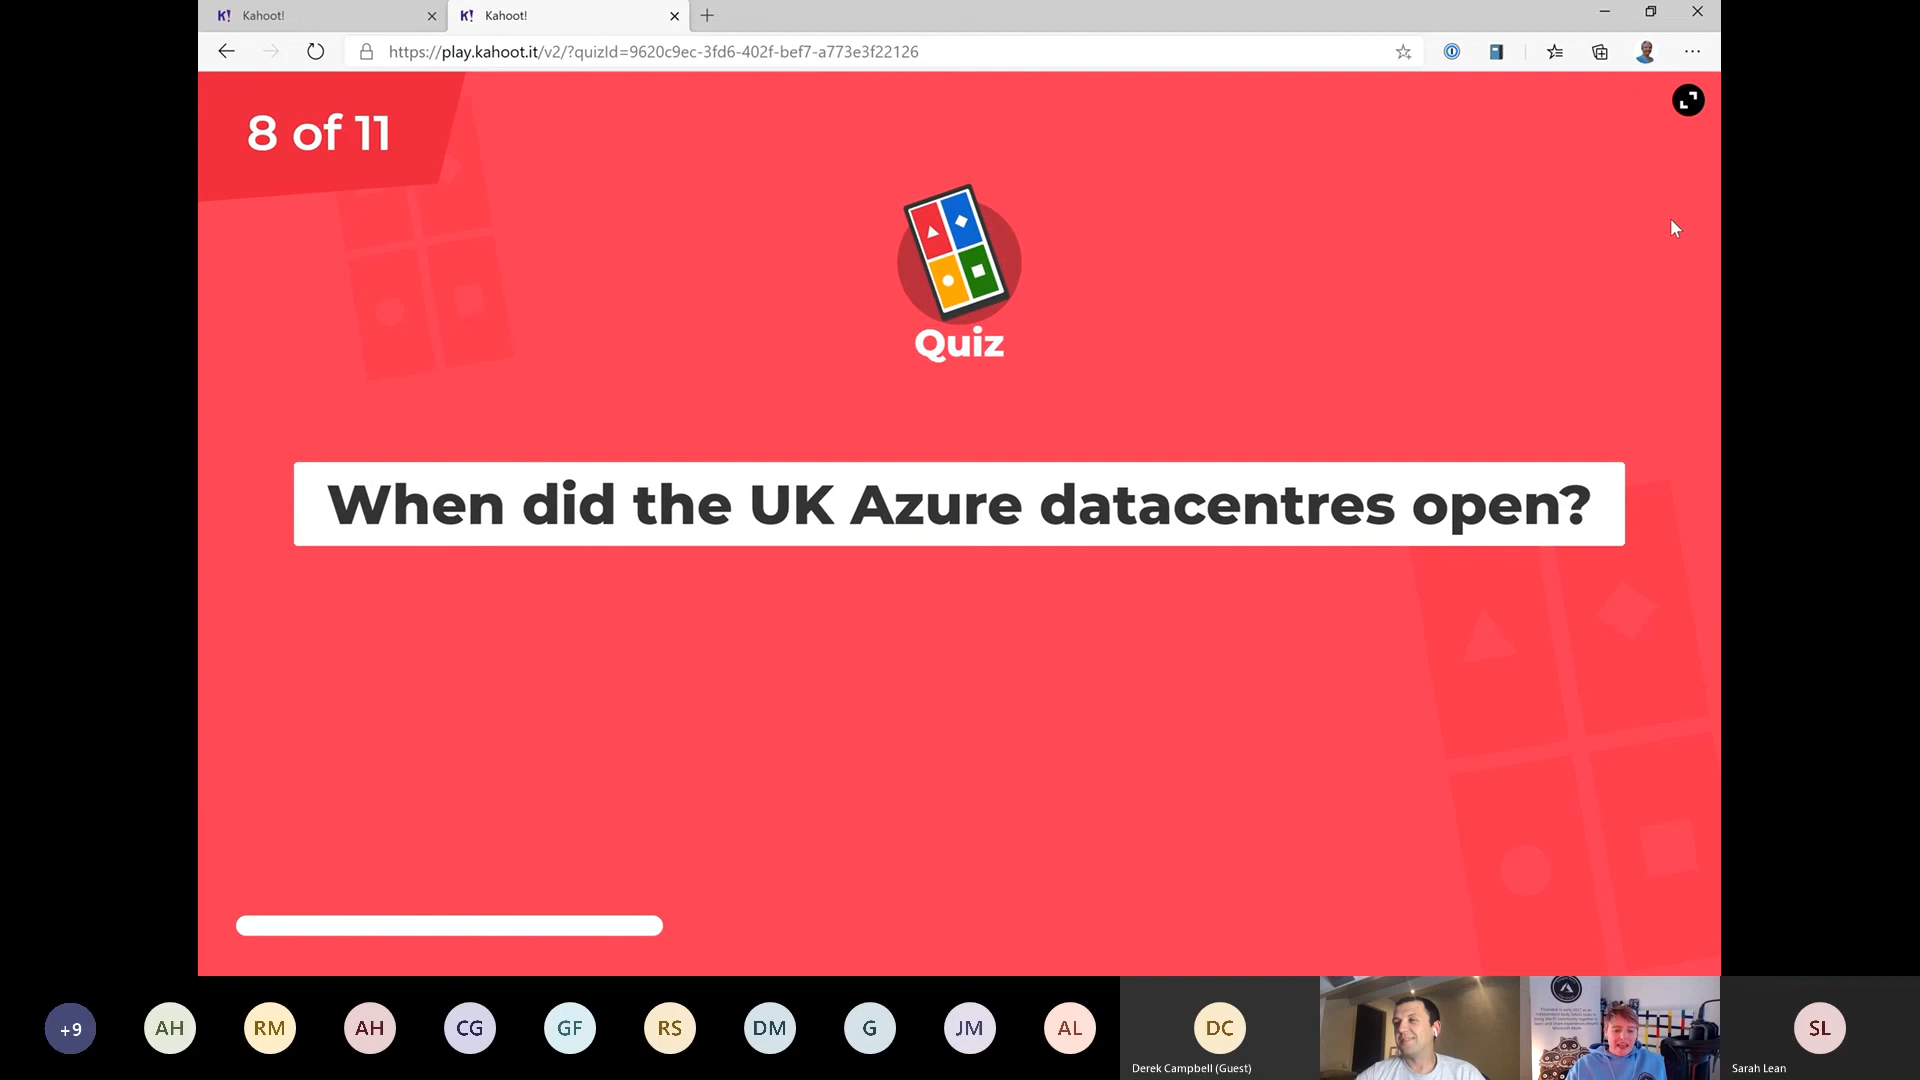 K! Kahoot!
K! Kahoot!
https://play.kahoot.it/v2/?quizId=9620c9ec-3fd6-402f-bef7-a773e3f22126
8 of 11
Quiz
When did the UK Azure datacentres open?
+9
AH
RM
AH
CG
GF
RS
DM
G
JM
AL
DC
Derek Campbell (Guest)
SL
Sarah Lean